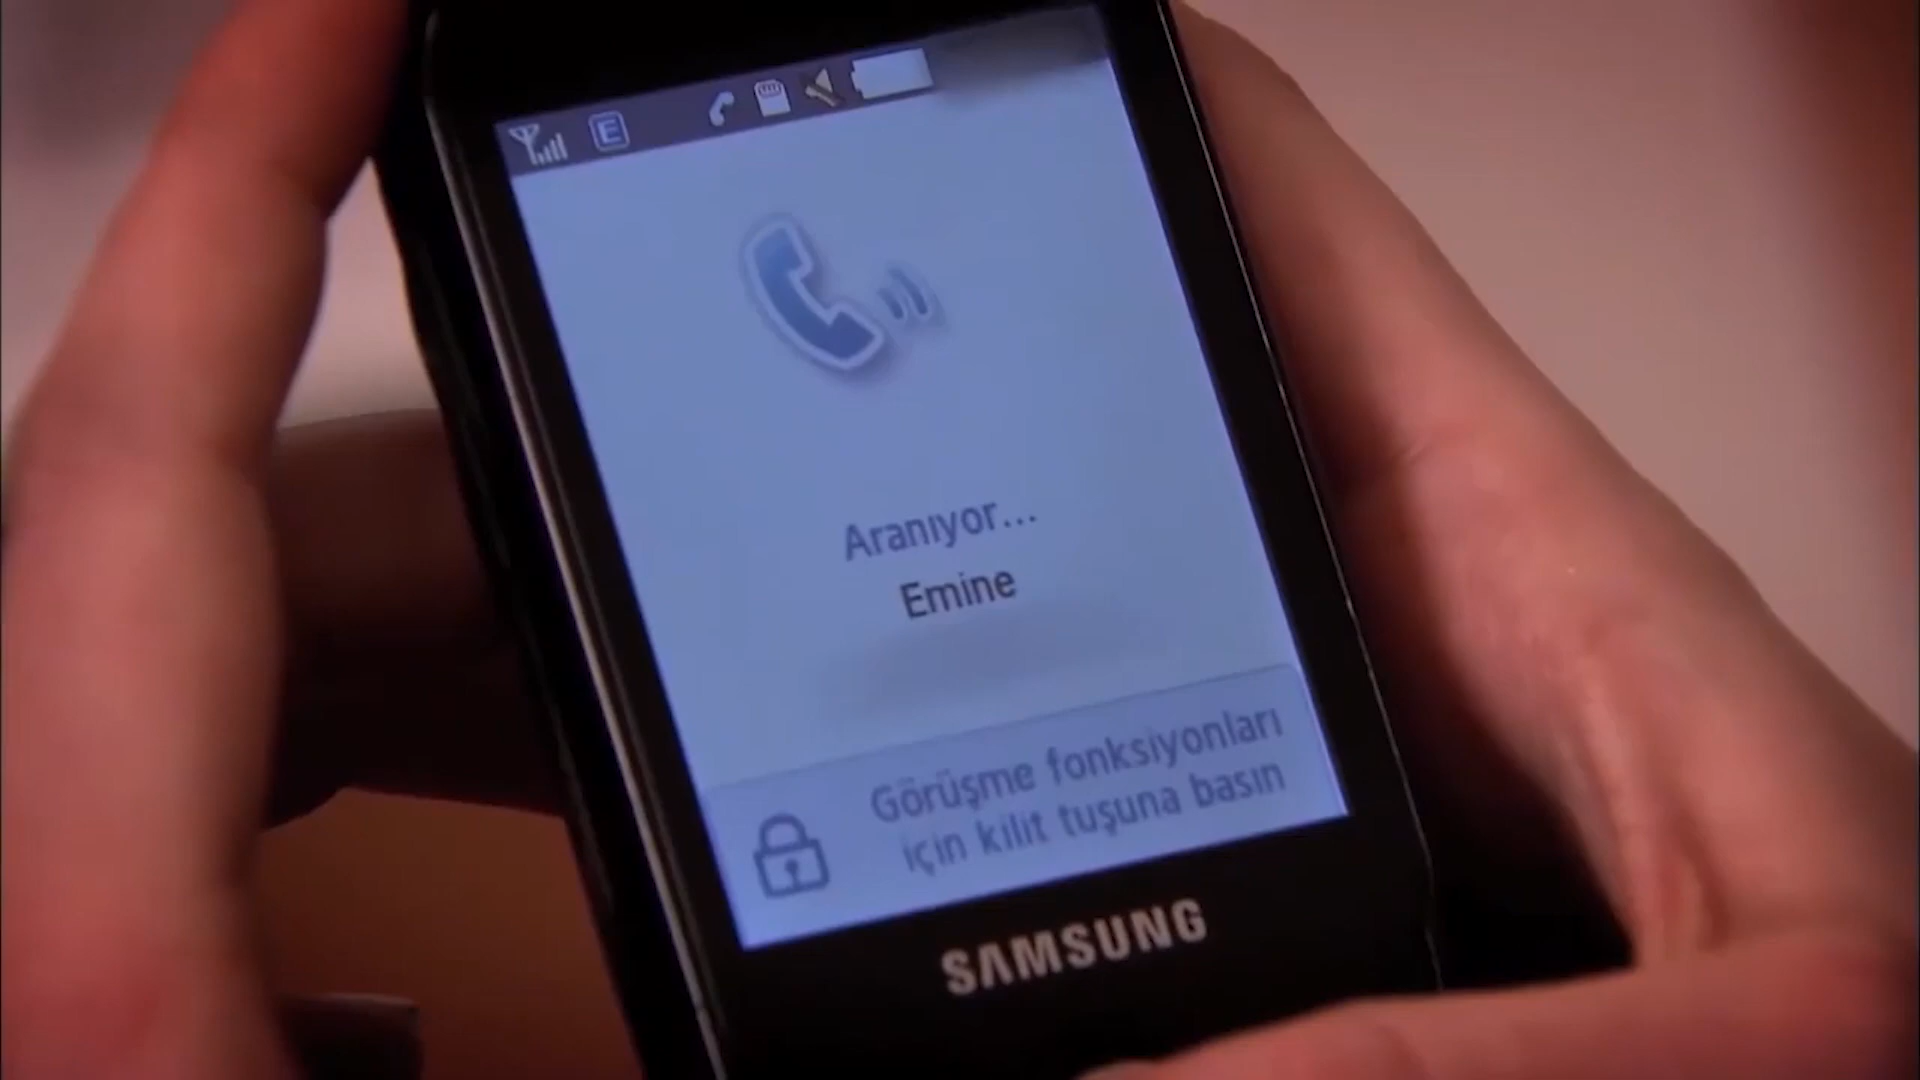 E
Aranıyor...
Emine
Görüşme fonksiyonları
için kilit tuşuna basın
SAMSUNG